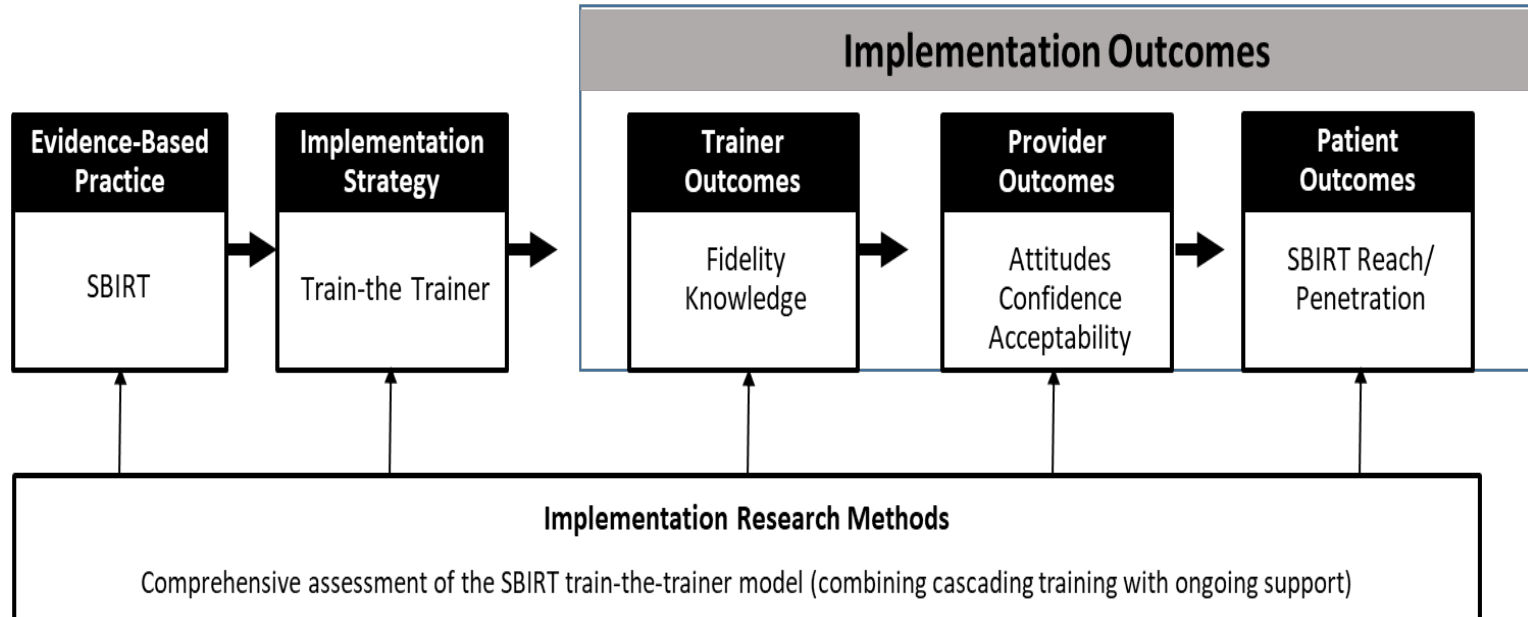 Implementation Outcomes
Evidence-Based
Practice
SBIRT
Implementation
Strategy
Train-the Trainer
Trainer
Outcomes
Fidelity
Knowledge
Provider
Outcomes
Attitudes
Confidence
Acceptability
Patient
Outcomes
SBIRT Reach/
Penetration
Implementation Research Methods
Comprehensive assessment of the SBIRT train-the-trainer model (combining cascading training with ongoing support)